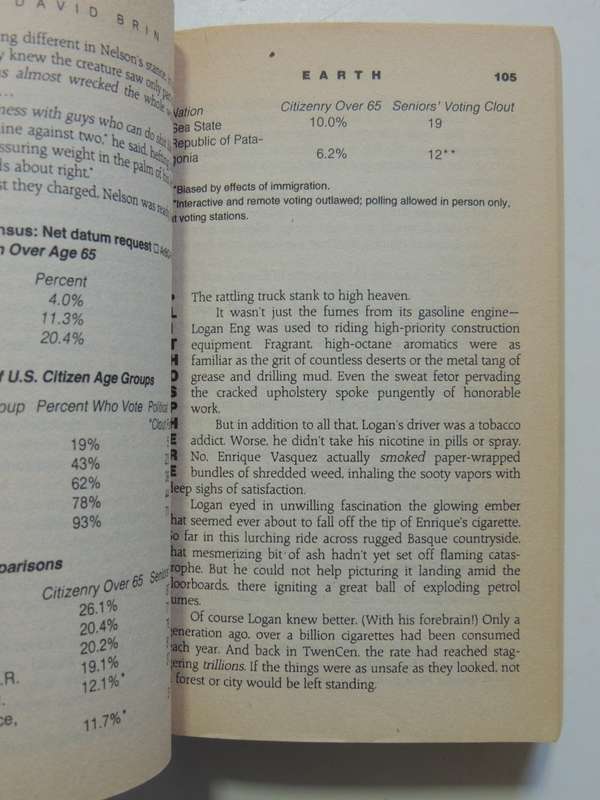 DAVID BRIN
ng different in Nelson's stance,
knew the creature saw only
almost wrecked the whole
...
ness with guys who can do
ine against two," he said,
ssuring weight in the palm of
ls about right."
st they charged, Nelson was
nsus: Net datum request
n Over Age 65
Percent
4.0%
11.3%
20.4%
f U.S. Citizen Age Groups
oup Percent Who Vote Political
19%
43%
62%
78%
93%
parisons
Citizenry Over 65
26.1%
20.4%
20.2%
19.1%
.R. 12.1%*
ce, 11.7%*
EARTH 105
Nation Citizenry Over 65 Seniors' Voting Clout
Sea State 10.0% 19
Republic of Pata-
gonia 6.2% 12**
*Biased by effects of immigration.
*Interactive and remote voting outlawed; polling allowed in person only,
t voting stations.
LITHOSPHERE
The rattling truck stank to high heaven.
It wasn't just the fumes from its gasoline engine—
Logan Eng was used to riding high-priority construction
equipment. Fragrant, high-octane aromatics were as
familiar as the grit of countless deserts or the metal tang of
grease and drilling mud. Even the sweat fetor pervading
the cracked upholstery spoke pungently of honorable
work.
But in addition to all that, Logan's driver was a tobacco
addict. Worse, he didn't take his nicotine in pills or spray.
No, Enrique Vasquez actually smoked paper-wrapped
bundles of shredded weed, inhaling the sooty vapors with
deep sighs of satisfaction.
Logan eyed in unwilling fascination the glowing ember
that seemed ever about to fall off the tip of Enrique's cigarette.
So far in this lurching ride across rugged Basque countryside,
that mesmerizing bit of ash hadn't yet set off flaming catas-
trophe. But he could not help picturing it landing amid the
floorboards, there igniting a great ball of exploding petrol
fumes.
Of course Logan knew better. (With his forebrain!) Only a
generation ago, over a billion cigarettes had been consumed
each year. And back in TwenCen, the rate had reached stag-
gering trillions. If the things were as unsafe as they looked, not
forest or city would be left standing.